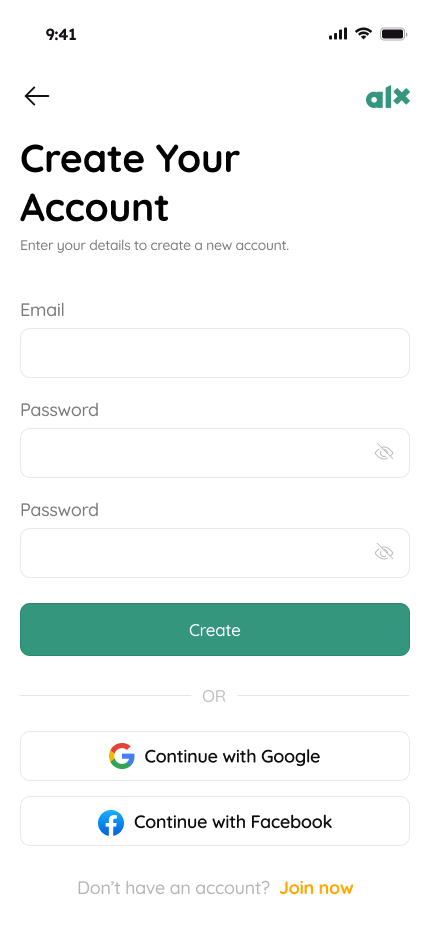 9:41
alx
Create Your
Account
Enter your details to create a new account.
Email
Password
Password
Create
OR
Continue with Google
Continue with Facebook
Don't have an account? Join now